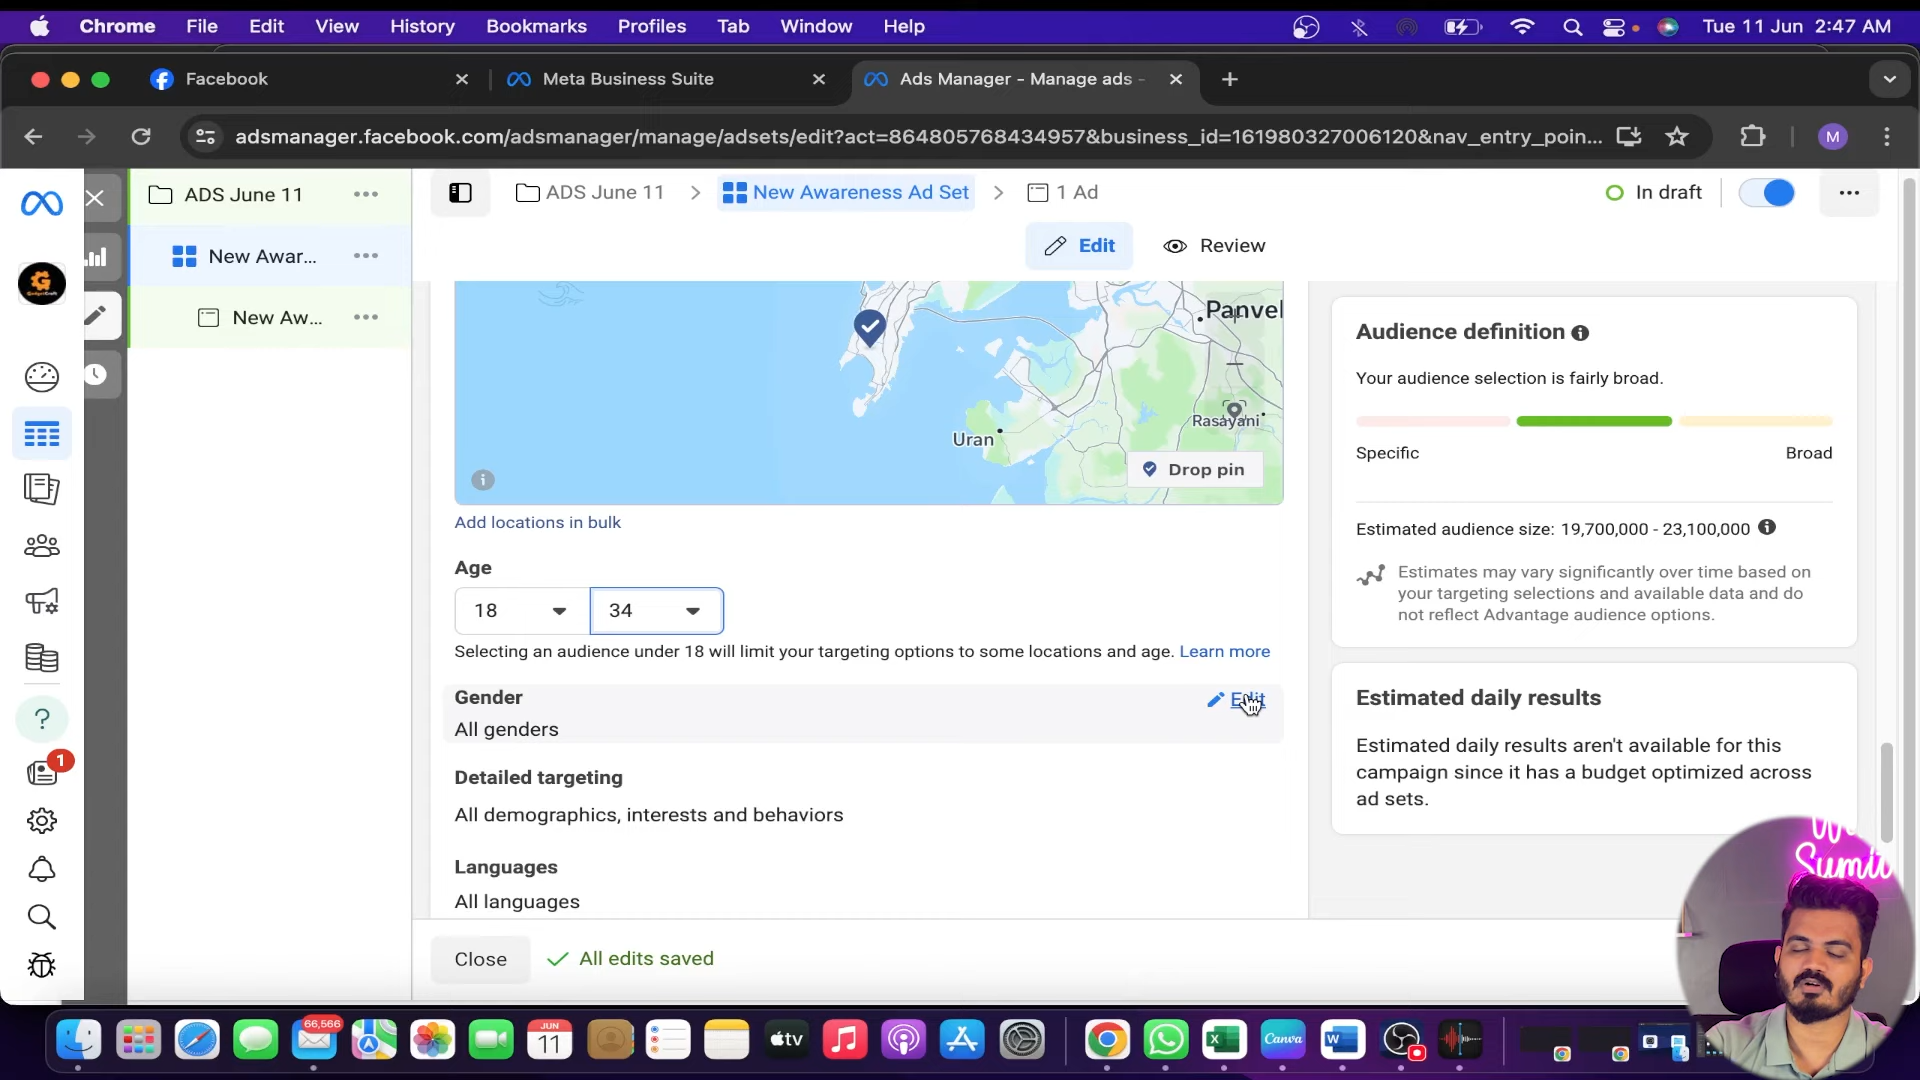 Chrome File Edit View History Bookmarks Profiles Tab Window Help Tue 11 Jun 2:47 AM
Facebook Meta Business Suite Ads Manager - Manage ads -
adsmanager.facebook.com/adsmanager/manage/adsets/edit?act=864805768434957&business_id=161980327006120&nav_entry_poin... M
ADS June 11
New Awar...
New Aw...
ADS June 11 New Awareness Ad Set 1 Ad In draft
Edit Review
Panvel
Rasayani
Uran
Drop pin
Add locations in bulk
Age
18 34
Selecting an audience under 18 will limit your targeting options to some locations and age. Learn more
Gender Edit
All genders
Detailed targeting
All demographics, interests and behaviors
Languages
All languages
Close All edits saved
Audience definition
Your audience selection is fairly broad.
Specific Broad
Estimated audience size: 19,700,000 - 23,100,000
Estimates may vary significantly over time based on
your targeting selections and available data and do
not reflect Advantage audience options.
Estimated daily results
Estimated daily results aren't available for this
campaign since it has a budget optimized across
ad sets.
1
66,566
JUN
11
tv
Canva